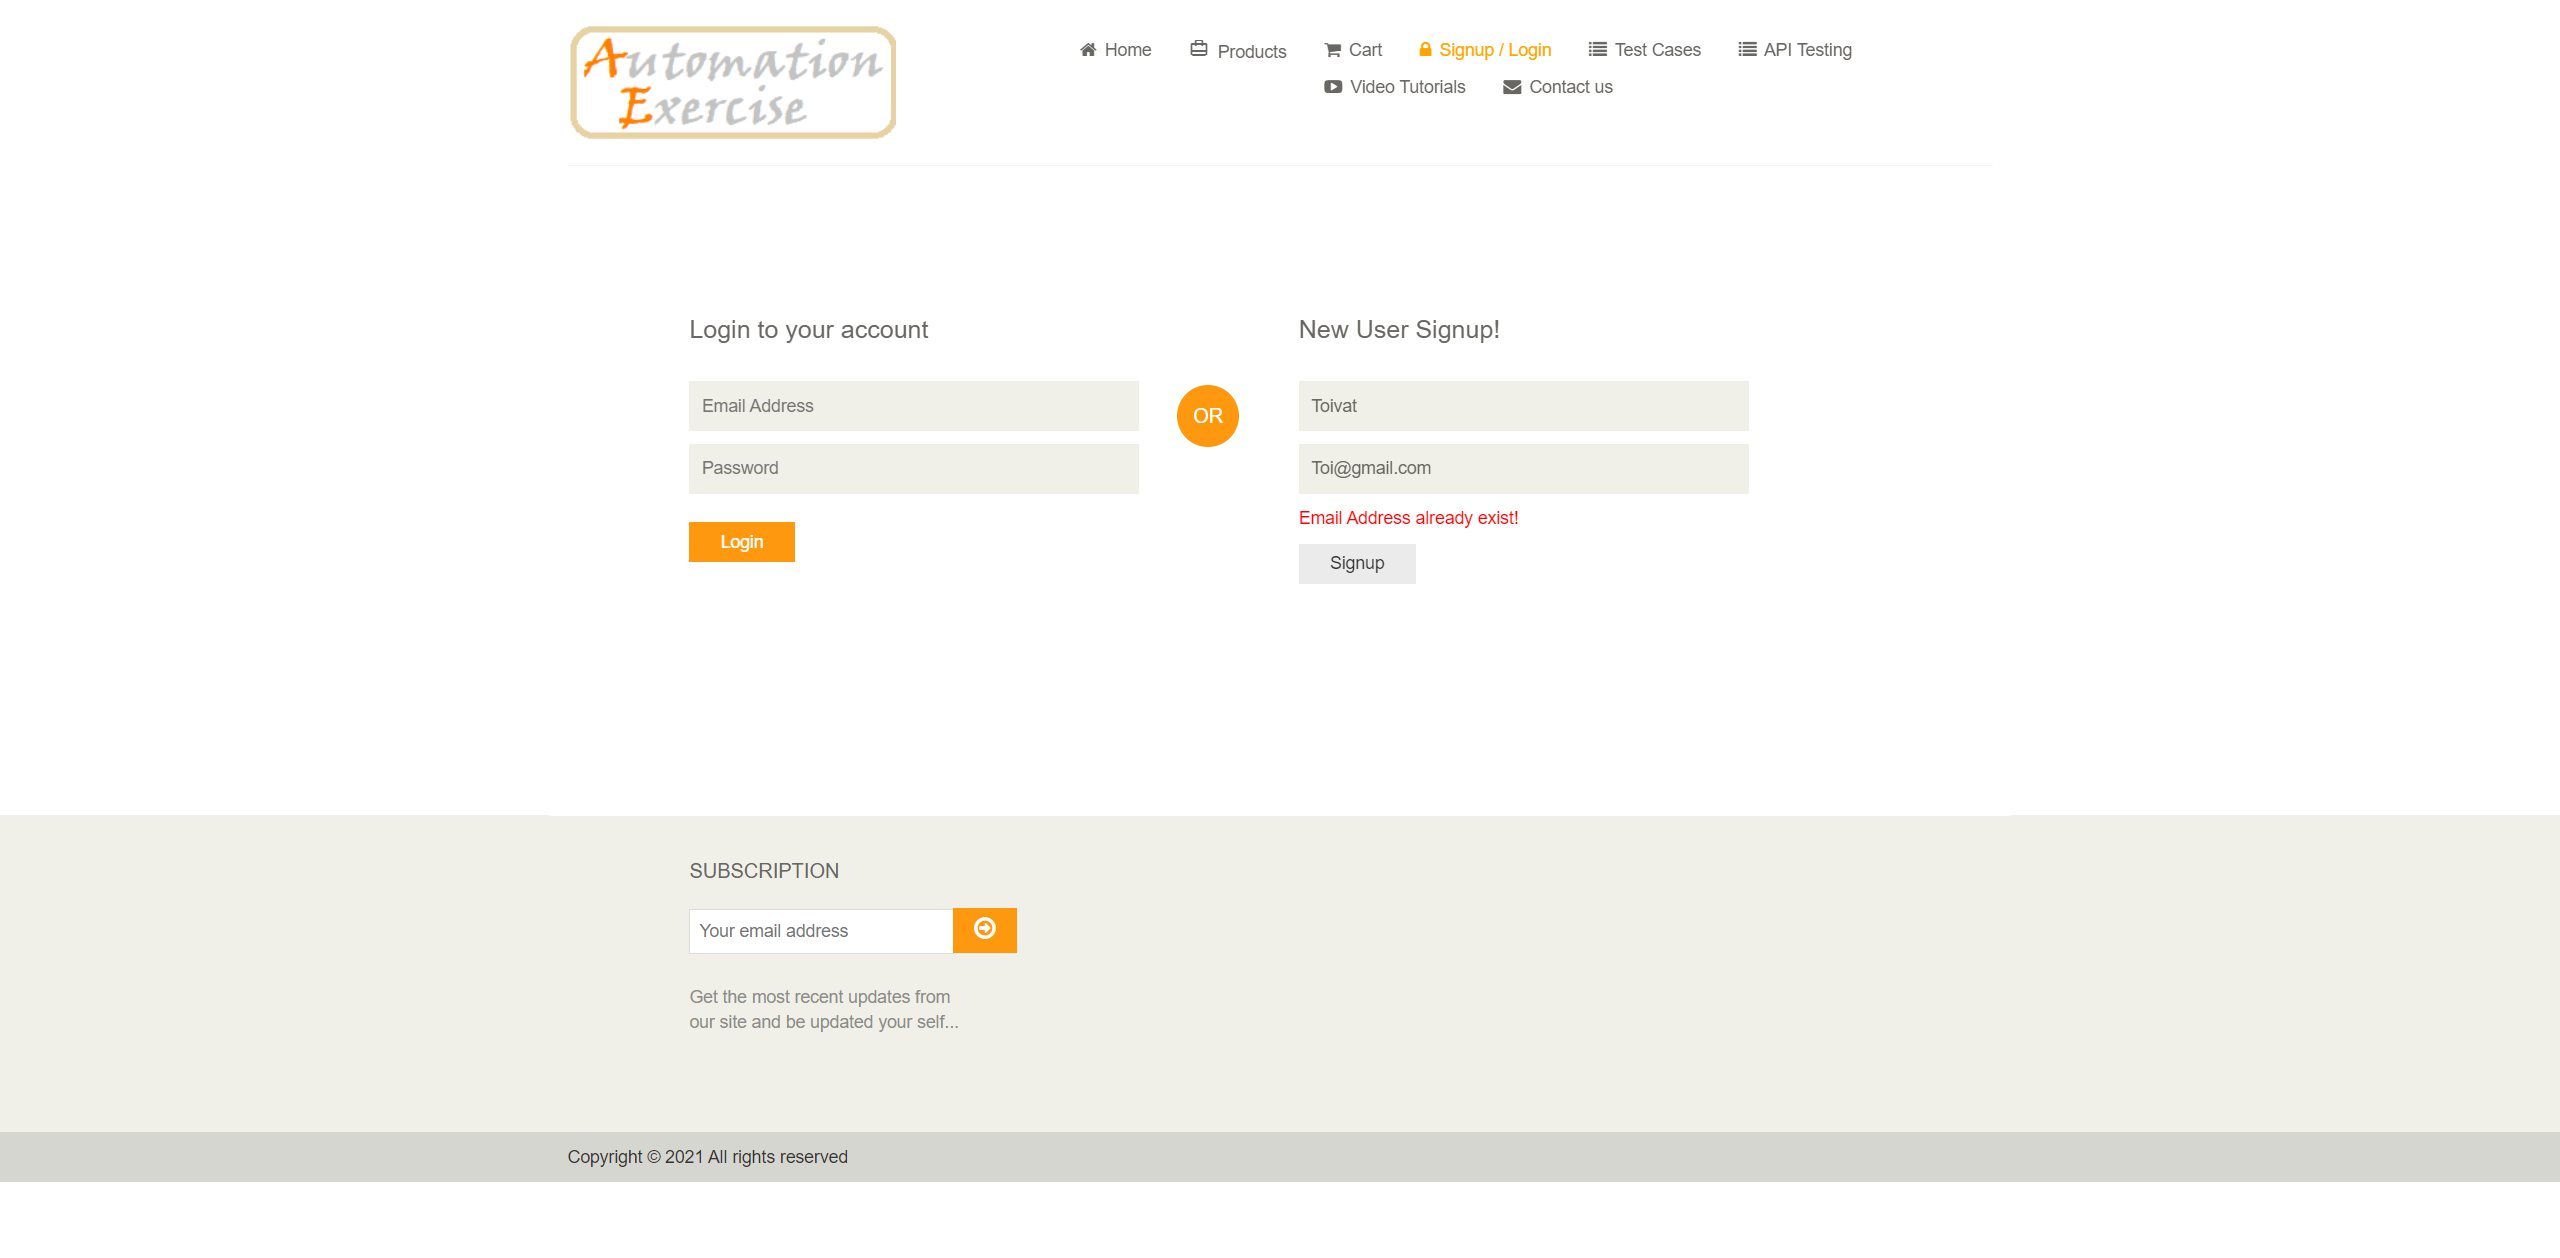 Automation
Exercise
Home
Products
Cart
Signup / Login
Test Cases
API Testing
Video Tutorials
Contact us
Login to your account
Email Address
Password
Login
OR
New User Signup!
Toivat
Toi@gmail.com
Email Address already exist!
Signup
SUBSCRIPTION
Your email address
Get the most recent updates from
our site and be updated your self...
Copyright © 2021 All rights reserved